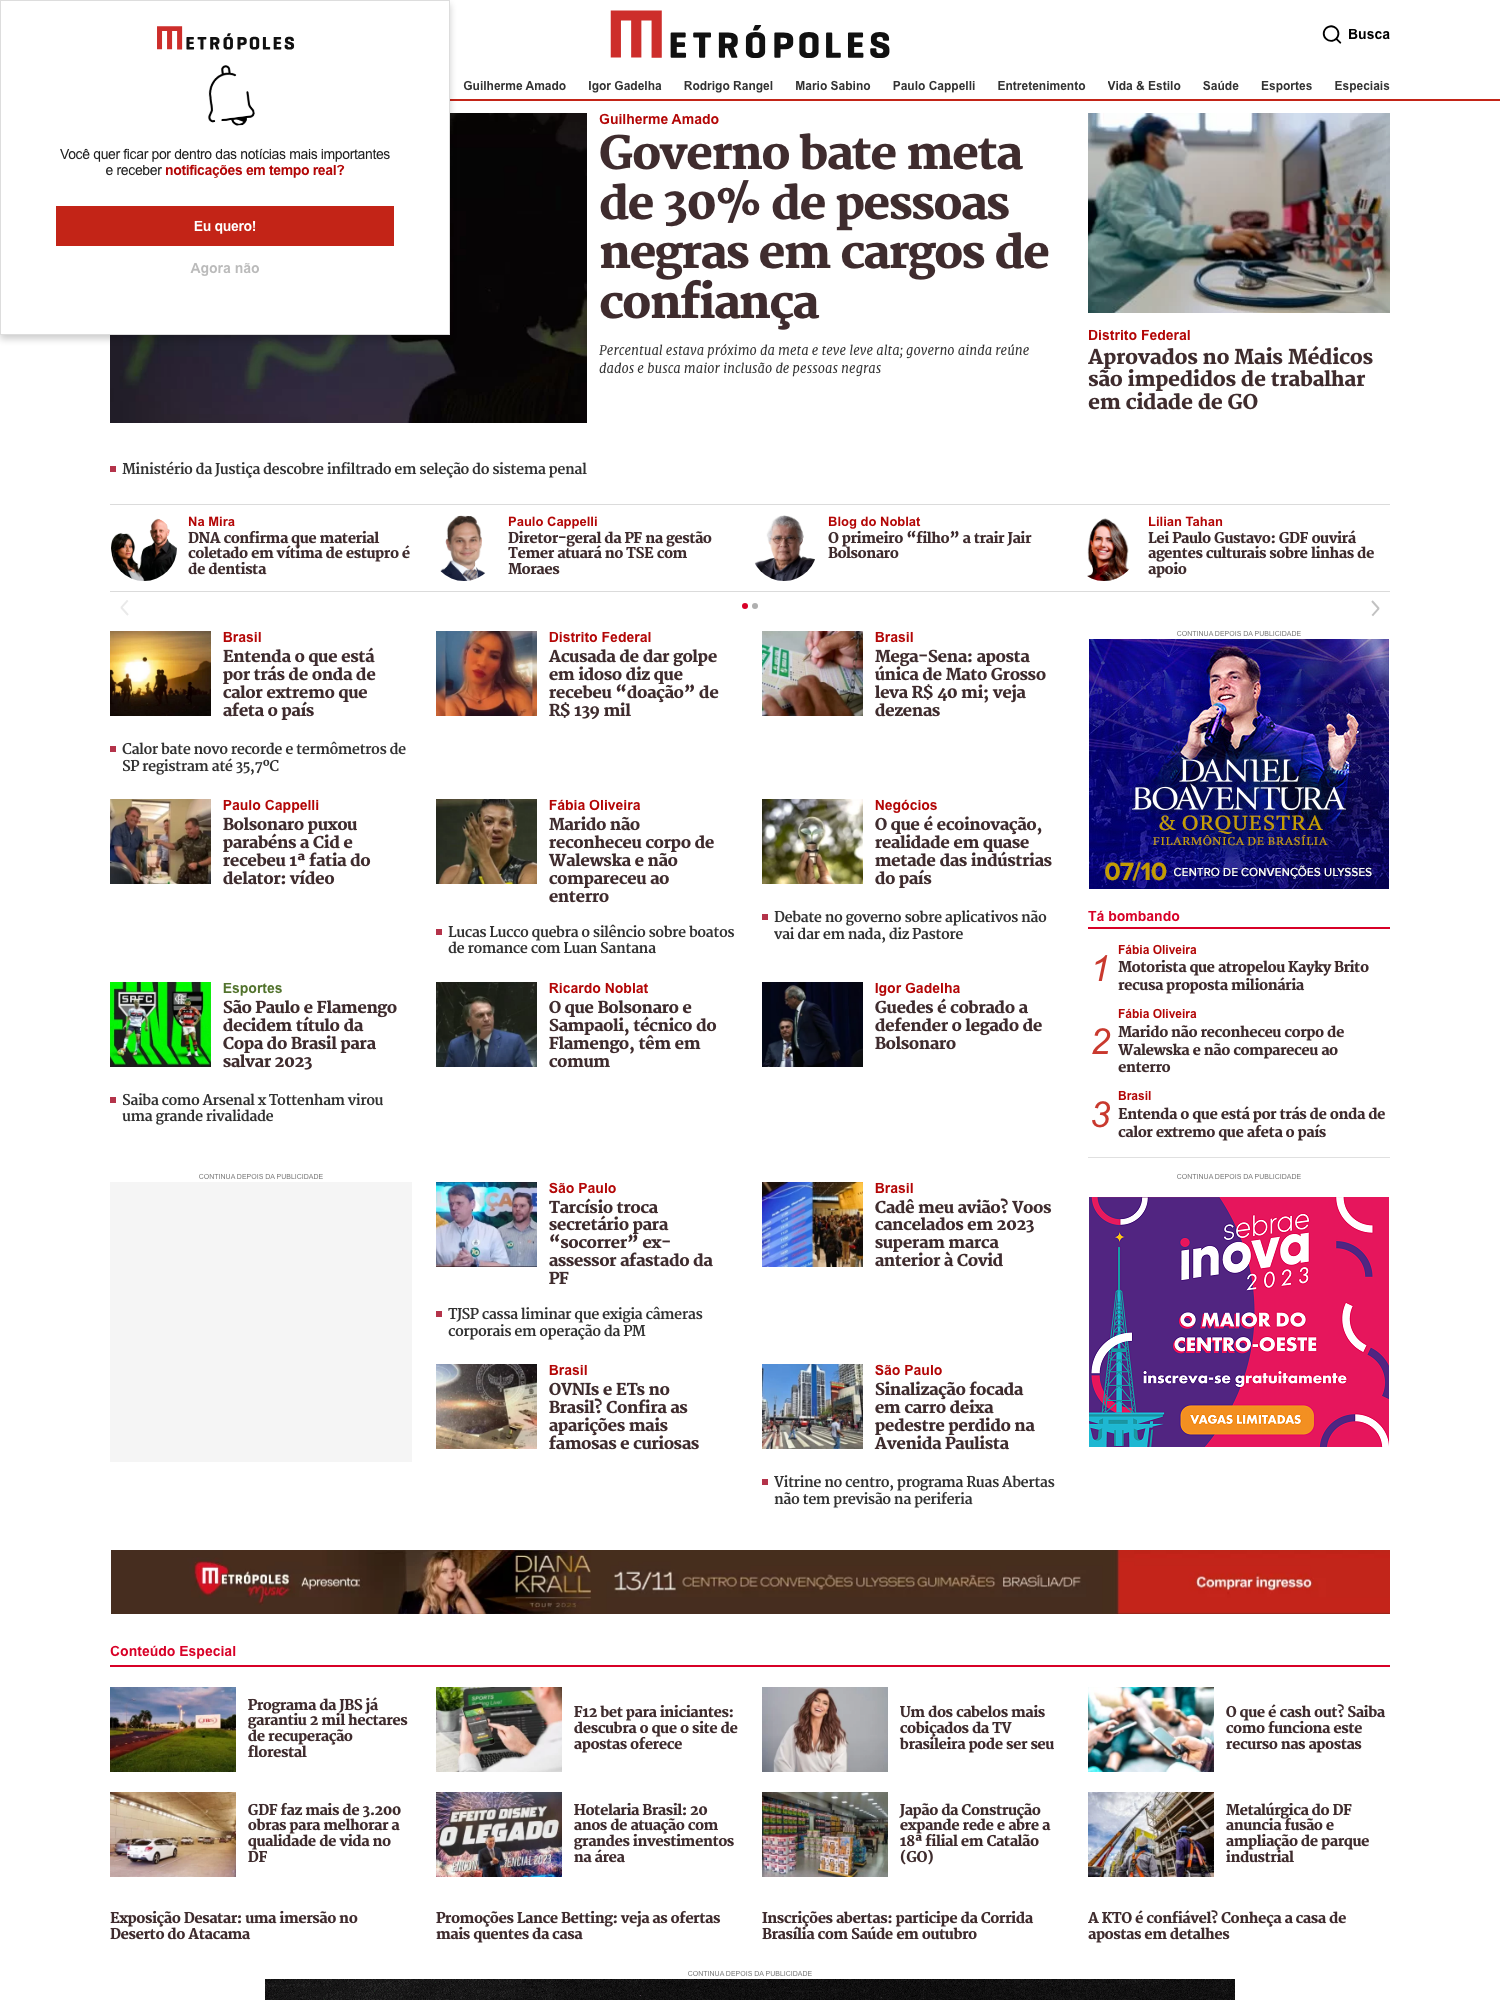 METRÓPOLES
Você quer ficar por dentro das notícias mais importantes
e receber notificações em tempo real?
Eu quero!
Agora não
METRÓPOLES
Busca
Guilherme Amado
Igor Gadelha
Rodrigo Rangel
Mario Sabino
Paulo Cappelli
Entretenimento
Vida & Estilo
Saúde
Esportes
Especiais
Guilherme Amado
Governo bate meta
de 30% de pessoas
negras em cargos de
confiança
Percentual estava próximo da meta e teve leve alta; governo ainda reúne
dados e busca maior inclusão de pessoas negras
Distrito Federal
Aprovados no Mais Médicos
são impedidos de trabalhar
em cidade de GO
Ministério da Justiça descobre infiltrado em seleção do sistema penal
Na Mira
DNA confirma que material
coletado em vítima de estupro é
de dentista
Paulo Cappelli
Diretor-geral da PF na gestão
Temer atuará no TSE com
Moraes
Blog do Noblat
O primeiro “filho” a trair Jair
Bolsonaro
Lilian Tahan
Lei Paulo Gustavo: GDF ouvirá
agentes culturais sobre linhas de
apoio
Brasil
Entenda o que está
por trás de onda de
calor extremo que
afeta o país
Calor bate novo recorde e termômetros de
SP registram até 35,7ºC
Distrito Federal
Acusada de dar golpe
em idoso diz que
recebeu “doação” de
R$ 139 mil
Brasil
Mega-Sena: aposta
única de Mato Grosso
leva R$ 40 mi; veja
dezenas
CONTINUA DEPOIS DA PUBLICIDADE
DANIEL
BOAVENTURA
& ORQUESTRA
FILARMÔNICA DE BRASÍLIA
07/10 CENTRO DE CONVENÇÕES ULYSSES
Paulo Cappelli
Bolsonaro puxou
parabéns a Cid e
recebeu 1ª fatia do
delator: vídeo
Fábia Oliveira
Marido não
reconheceu corpo de
Walewska e não
compareceu ao
enterro
Lucas Lucco quebra o silêncio sobre boatos
de romance com Luan Santana
Negócios
O que é ecoinovação,
realidade em quase
metade das indústrias
do país
Debate no governo sobre aplicativos não
vai dar em nada, diz Pastore
Tá bombando
1
Fábia Oliveira
Motorista que atropelou Kayky Brito
recusa proposta milionária
2
Fábia Oliveira
Marido não reconheceu corpo de
Walewska e não compareceu ao
enterro
3
Brasil
Entenda o que está por trás de onda de
calor extremo que afeta o país
SPFC
Esportes
São Paulo e Flamengo
decidem título da
Copa do Brasil para
salvar 2023
Saiba como Arsenal x Tottenham virou
uma grande rivalidade
Ricardo Noblat
O que Bolsonaro e
Sampaoli, técnico do
Flamengo, têm em
comum
Igor Gadelha
Guedes é cobrado a
defender o legado de
Bolsonaro
CONTINUA DEPOIS DA PUBLICIDADE
São Paulo
Tarcísio troca
secretário para
“socorrer” ex-
assessor afastado da
PF
TJSP cassa liminar que exigia câmeras
corporais em operação da PM
Brasil
Cadê meu avião? Voos
cancelados em 2023
superam marca
anterior à Covid
CONTINUA DEPOIS DA PUBLICIDADE
sebrae
inova
2023
O MAIOR DO
CENTRO-OESTE
inscreva-se gratuitamente
VAGAS LIMITADAS
Brasil
OVNIs e ETs no
Brasil? Confira as
aparições mais
famosas e curiosas
São Paulo
Sinalização focada
em carro deixa
pedestre perdido na
Avenida Paulista
Vitrine no centro, programa Ruas Abertas
não tem previsão na periferia
METRÓPOLES
music
Apresenta:
DIANA
KRALL
13/11 CENTRO DE CONVENÇÕES ULYSSES GUIMARÃES BRASÍLIA/DF
Comprar ingresso
Conteúdo Especial
Programa da JBS já
garantiu 2 mil hectares
de recuperação
florestal
SPORTS
F12 bet para iniciantes:
descubra o que o site de
apostas oferece
Um dos cabelos mais
cobiçados da TV
brasileira pode ser seu
O que é cash out? Saiba
como funciona este
recurso nas apostas
GDF faz mais de 3.200
obras para melhorar a
qualidade de vida no
DF
EFEITO DISNEY
O LEGADO
Hotelaria Brasil: 20
anos de atuação com
grandes investimentos
na área
Japão da Construção
expande rede e abre a
18ª filial em Catalão
(GO)
Metalúrgica do DF
anuncia fusão e
ampliação de parque
industrial
Exposição Desatar: uma imersão no
Deserto do Atacama
Promoções Lance Betting: veja as ofertas
mais quentes da casa
Inscrições abertas: participe da Corrida
Brasília com Saúde em outubro
A KTO é confiável? Conheça a casa de
apostas em detalhes
CONTINUA DEPOIS DA PUBLICIDADE